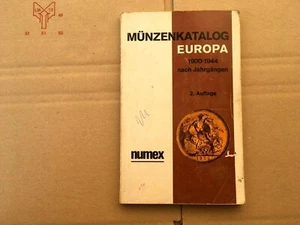 MÜNZENKATALOG
EUROPA
1900-1944
nach Jahrgängen
2. Auflage
numex